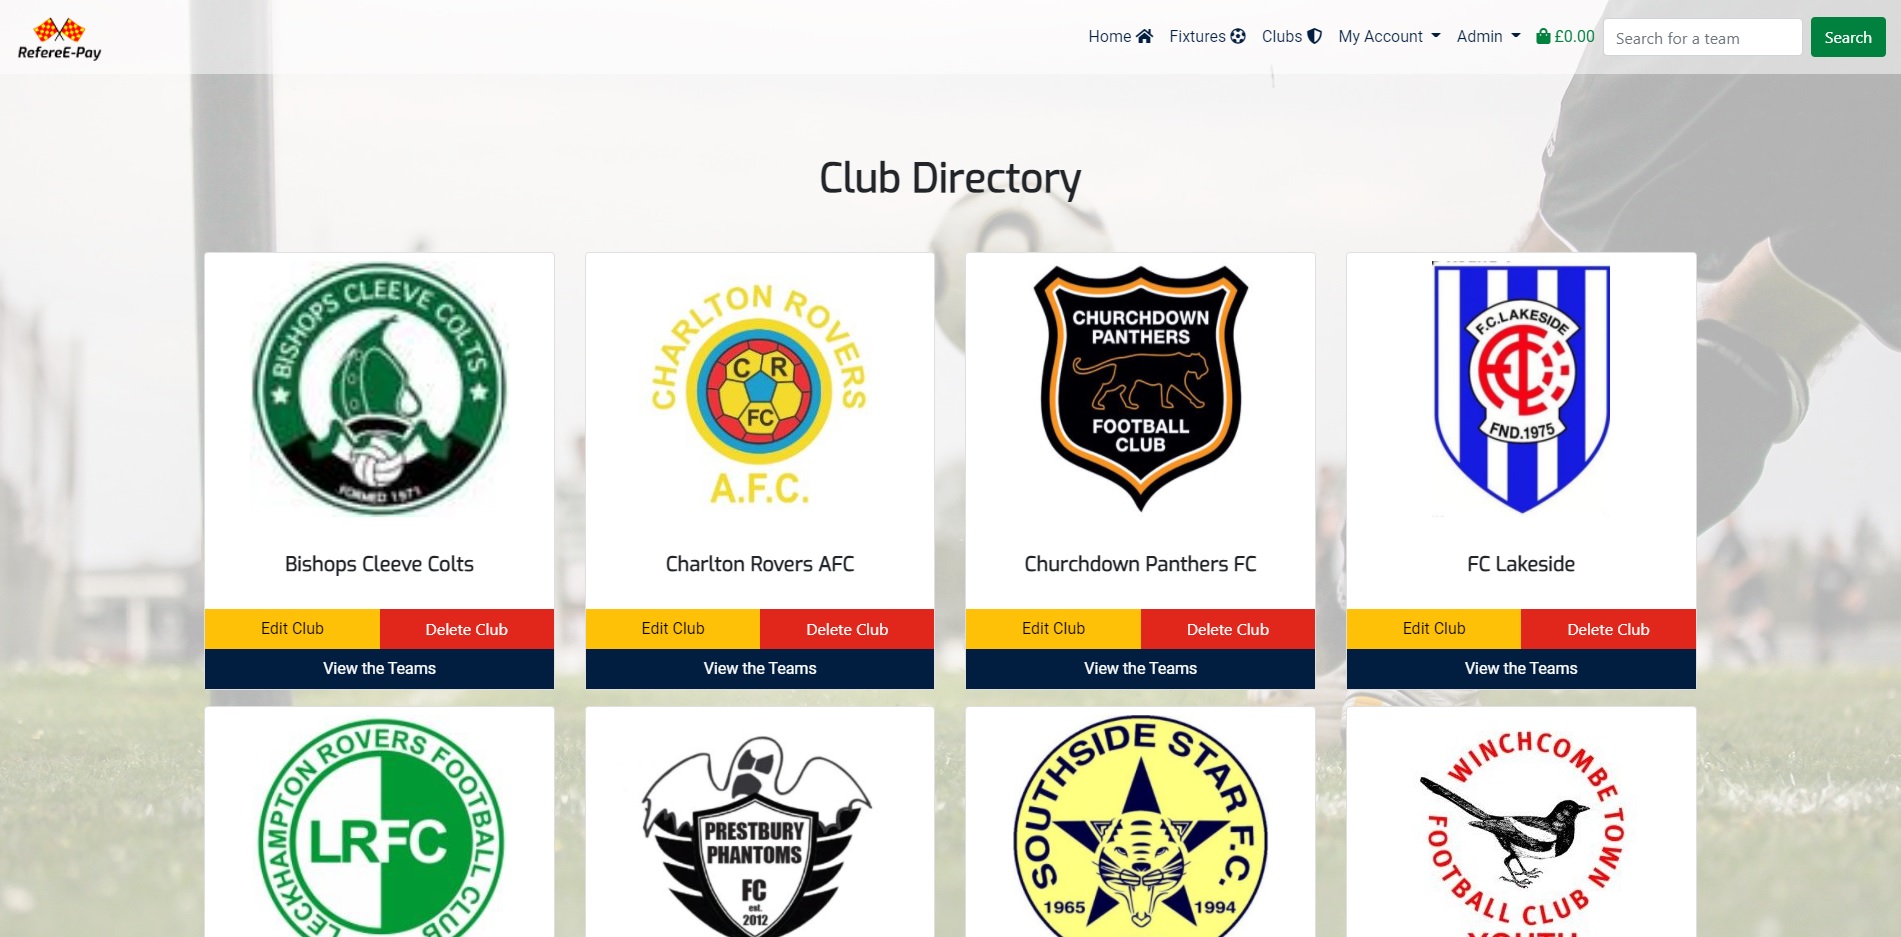 RefereE-Pay
Home
Fixtures
Clubs
My Account
Admin
£0.00
Search for a team
Search
Club Directory
BISHOPS CLEEVE COLTS
FORMED 1971
CHARLTON ROVERS
C R
FC
A.F.C.
CHURCHDOWN
PANTHERS
FOOTBALL
CLUB
F.C.LAKESIDE
FND.1975
Bishops Cleeve Colts
Charlton Rovers AFC
Churchdown Panthers FC
FC Lakeside
Edit Club
Delete Club
Edit Club
Delete Club
Edit Club
Delete Club
Edit Club
Delete Club
View the Teams
View the Teams
View the Teams
View the Teams
LECKHAMPTON ROVERS FOOTBALL CLUB
LRFC
PRESTBURY
PHANTOMS
FC
est.
2012
SOUTHSIDE STAR F.C.
1965
1994
WINCHCOMBE TOWN
FOOTBALL CLUB
YOUTH